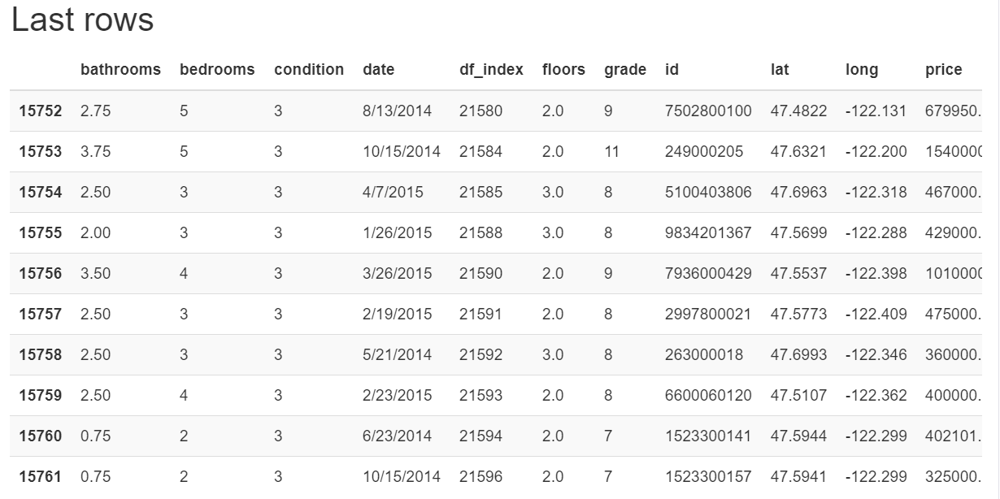 Last rows
bathrooms bedrooms condition date df_index floors grade id lat long price
15752 2.75 5 3 8/13/2014 21580 2.0 9 7502800100 47.4822 -122.131 679950.
15753 3.75 5 3 10/15/2014 21584 2.0 11 249000205 47.6321 -122.200 1540000
15754 2.50 3 3 4/7/2015 21585 3.0 8 5100403806 47.6963 -122.318 467000.
15755 2.00 3 3 1/26/2015 21588 3.0 8 9834201367 47.5699 -122.288 429000.
15756 3.50 4 3 3/26/2015 21590 2.0 9 7936000429 47.5537 -122.398 1010000
15757 2.50 3 3 2/19/2015 21591 2.0 8 2997800021 47.5773 -122.409 475000.
15758 2.50 3 3 5/21/2014 21592 3.0 8 263000018 47.6993 -122.346 360000.
15759 2.50 4 3 2/23/2015 21593 2.0 8 6600060120 47.5107 -122.362 400000.
15760 0.75 2 3 6/23/2014 21594 2.0 7 1523300141 47.5944 -122.299 402101.
15761 0.75 2 3 10/15/2014 21596 2.0 7 1523300157 47.5941 -122.299 325000.